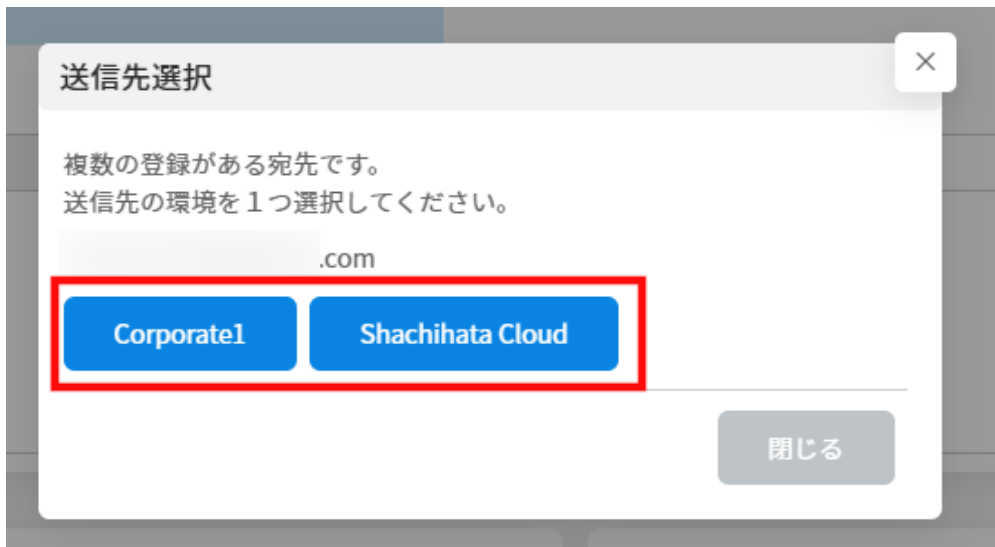 送信先選択
複数の登録がある宛先です。
送信先の環境を１つ選択してください。
.com
Corporate1 Shachihata Cloud
閉じる